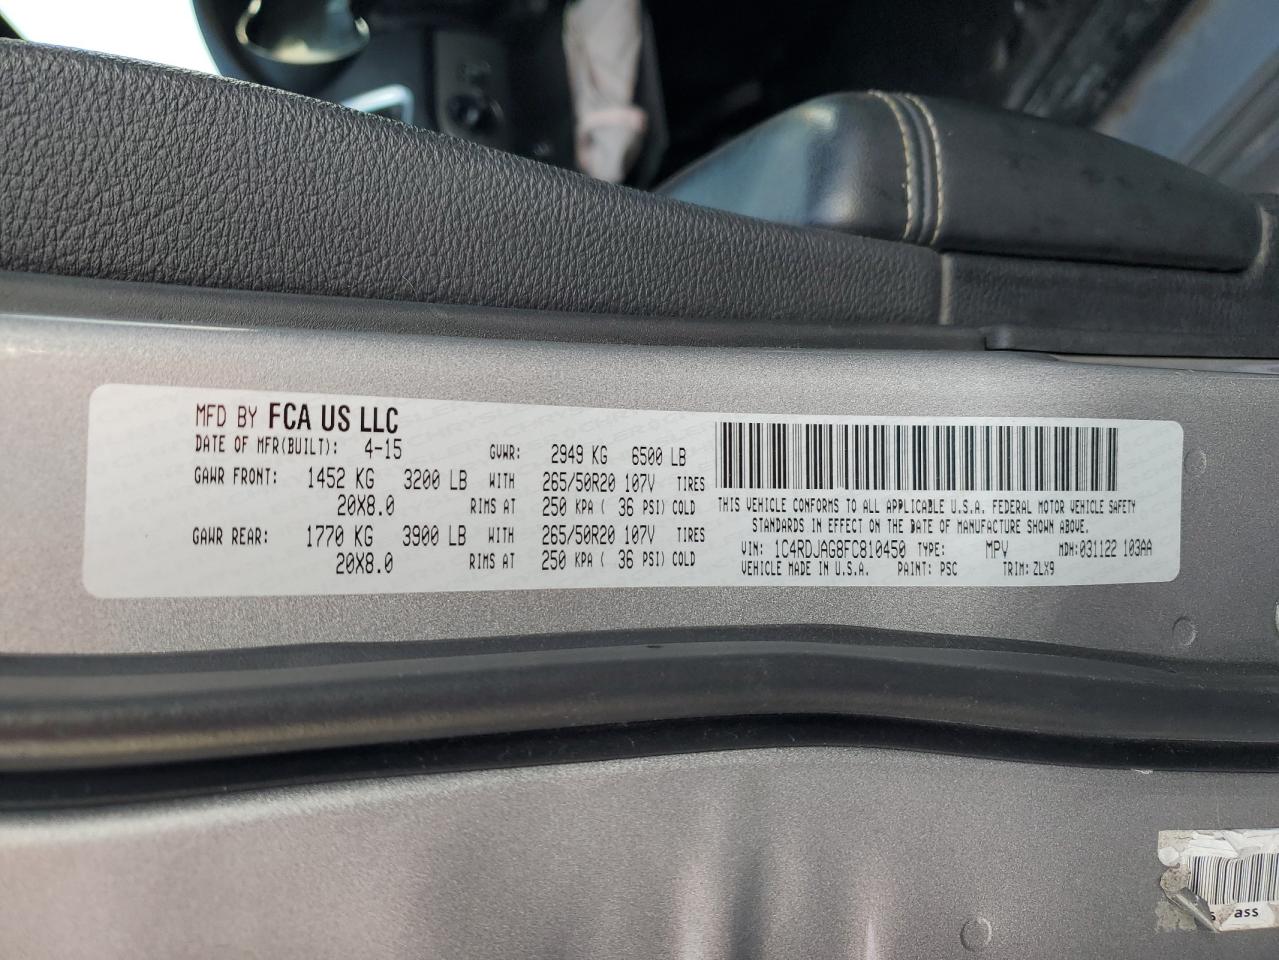 MFD BY FCA US LLC
DATE OF MFR(BUILT): 4-15 GVWR: 2949 KG 6500 LB
GAWR FRONT: 1452 KG 3200 LB WITH 265/50R20 107V TIRES
20X8.0 RIMS AT 250 KPA ( 36 PSI) COLD
GAWR REAR: 1770 KG 3900 LB WITH 265/50R20 107V TIRES
20X8.0 RIMS AT 250 KPA ( 36 PSI) COLD
THIS VEHICLE CONFORMS TO ALL APPLICABLE U.S.A. FEDERAL MOTOR VEHICLE SAFETY
STANDARDS IN EFFECT ON THE DATE OF MANUFACTURE SHOWN ABOVE.
VIN: 1C4RDJAG8FC810450 TYPE: MPV MDH: 031122 103AA
VEHICLE MADE IN U.S.A. PAINT: PSC TRIM: ZLX9
ass